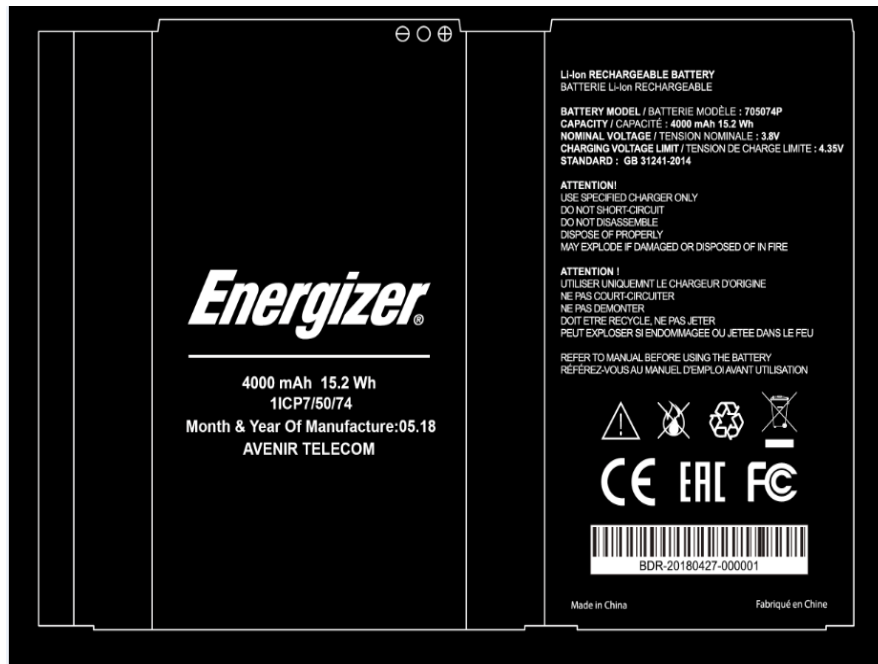 Energizer®
4000 mAh 15.2 Wh
1ICP7/50/74
Month & Year Of Manufacture:05.18
AVENIR TELECOM
Li-Ion RECHARGEABLE BATTERY
BATTERIE Li-Ion RECHARGEABLE
BATTERY MODEL / BATTERIE MODÈLE : 705074P
CAPACITY / CAPACITÉ : 4000 mAh 15.2 Wh
NOMINAL VOLTAGE / TENSION NOMINALE : 3.8V
CHARGING VOLTAGE LIMIT / TENSION DE CHARGE LIMITE : 4.35V
STANDARD : GB 31241-2014
ATTENTION!
USE SPECIFIED CHARGER ONLY
DO NOT SHORT-CIRCUIT
DO NOT DISASSEMBLE
DISPOSE OF PROPERLY
MAY EXPLODE IF DAMAGED OR DISPOSED OF IN FIRE
ATTENTION !
UTILISER UNIQUEMNT LE CHARGEUR D'ORIGINE
NE PAS COURT-CIRCUITER
NE PAS DEMONTER
DOIT ETRE RECYCLE, NE PAS JETER
PEUT EXPLOSER SI ENDOMMAGEE OU JETEE DANS LE FEU
REFER TO MANUAL BEFORE USING THE BATTERY
RÉFÉREZ-VOUS AU MANUEL D'EMPLOI AVANT UTILISATION
CE EAC FC
BDR-20180427-000001
Made in China Fabriqué en Chine